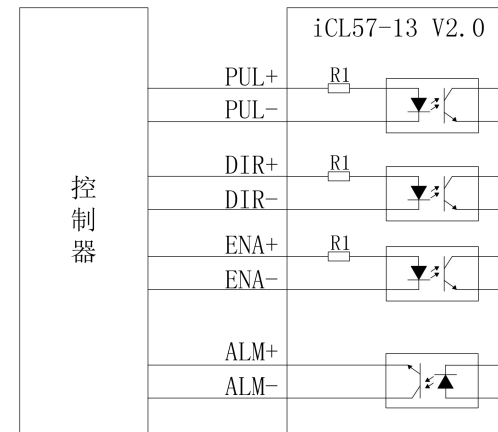 iCL57-13 V2.0
PUL+
R1
PUL-
DIR+
R1
DIR-
控制器
ENA+
R1
ENA-
ALM+
ALM-